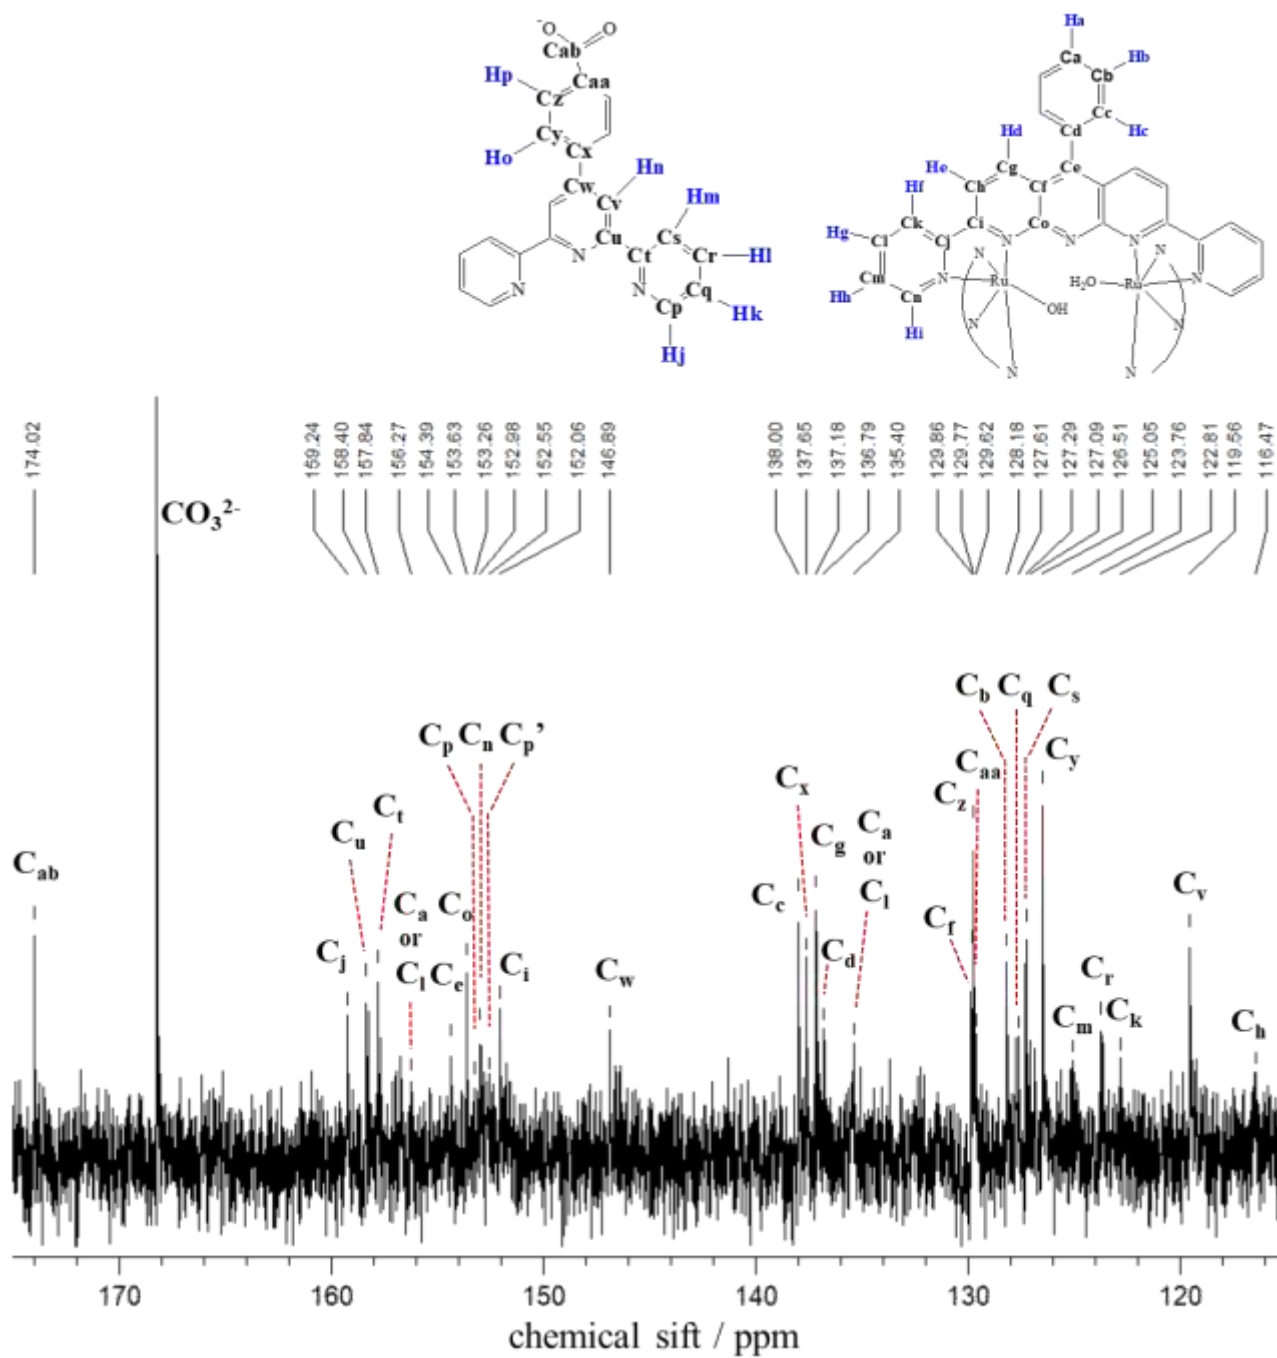 -O O
Cab
Hp Caa
Cz
Cy
Ho Cx
Hn
Cw
Cv
Hm
Cu
Cs
Ct Cr Hl
N N
N Cq
Cp Hk
Hj
Ha
Ca Hb
Cb
Cc
Hd Cd Hc
He Cg Ce
Hf Ch Cf
Ck Ci Co
Hg Cl Cj N N N
N N
Cm N Ru Ru N
H2O
Hh Cn OH
Hi N N
N N
174.02
159.24
158.40
157.84
156.27
154.39
153.63
153.26
152.98
152.55
152.06
146.89
138.00
137.65
137.18
136.79
135.40
129.86
129.77
129.62
128.18
127.61
127.29
127.09
126.51
125.05
123.76
122.81
119.56
116.47
CO3 2-
Cab
Cj
Cu
Ct
Ca
or
Cl
Ce
Co
Cp
Cn
Cp’
Ci
Cw
Cc
Cx
Cg
Cd
Ca
or
Cl
Cf
Cz
Caa
Cb
Cq
Cs
Cy
Cm
Cr
Ck
Cv
Ch
170 160 150 140 130 120
chemical sift / ppm